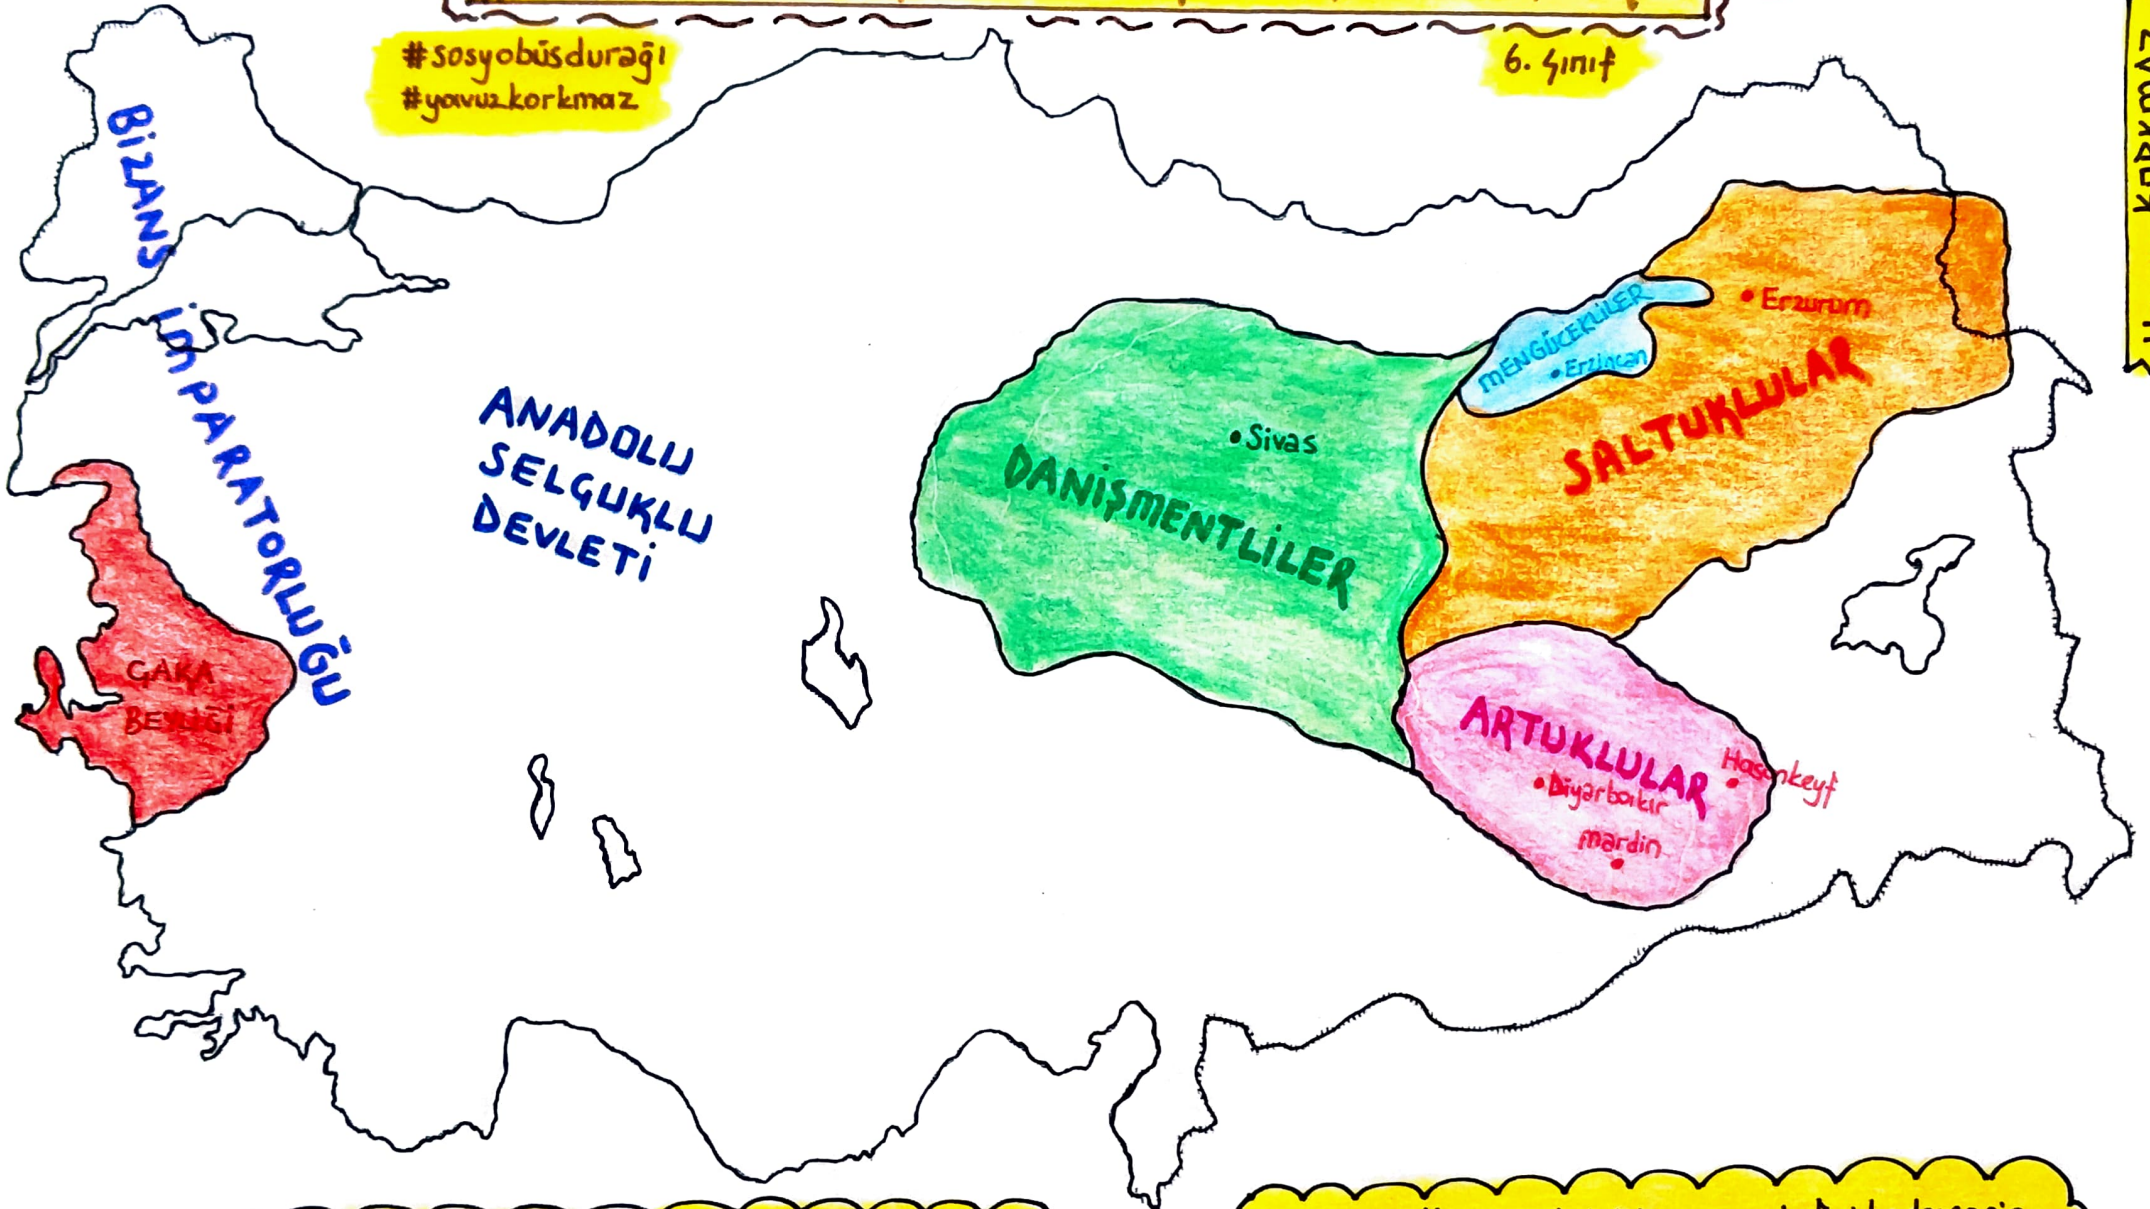 #sosyobüsdurağı
#yavuzkorkmaz
6. Sınıf
BİZANS
İMPARATORLUĞU
ANADOLU
SELÇUKLU
DEVLETİ
ÇAKA
BEYLİĞİ
DANİŞMENTLİLER
Sivas
MENGÜCEKLİLER
Erzincan
SALTUKLULAR
Erzurum
ARTUKLULAR
Hasankeyf
Diyarbakır
mardin